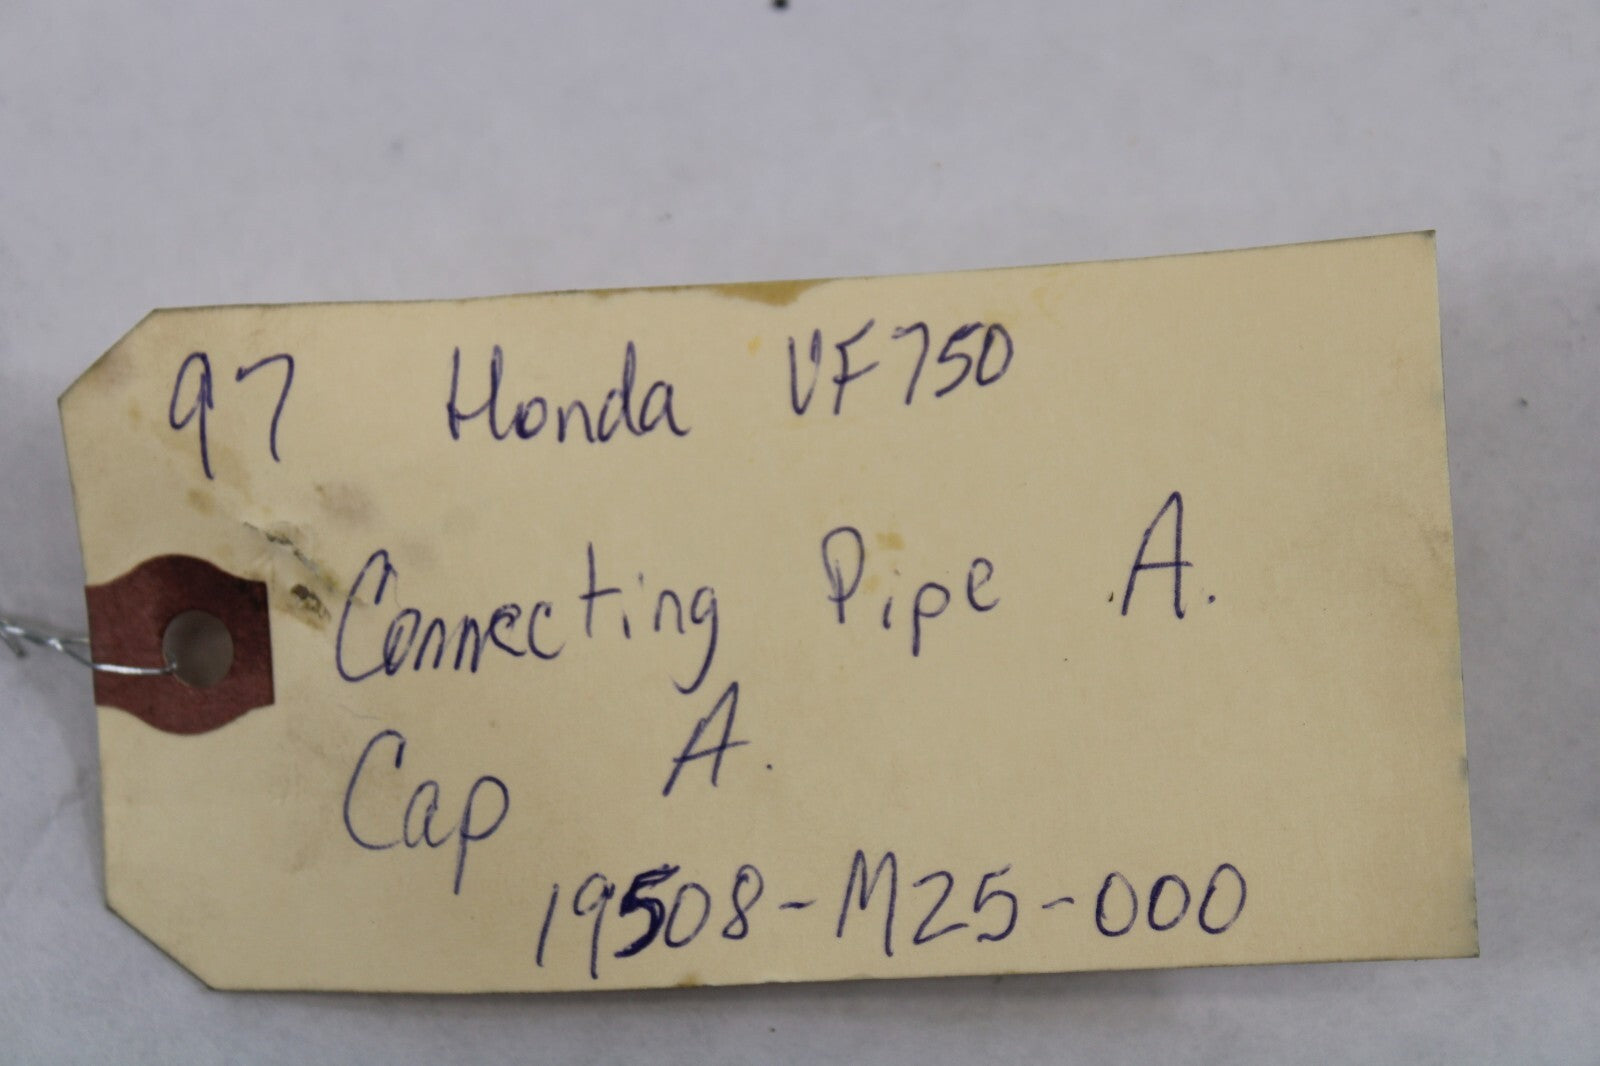 97 Honda VF750
Connecting Pipe A.
Cap A.
19508-M25-000